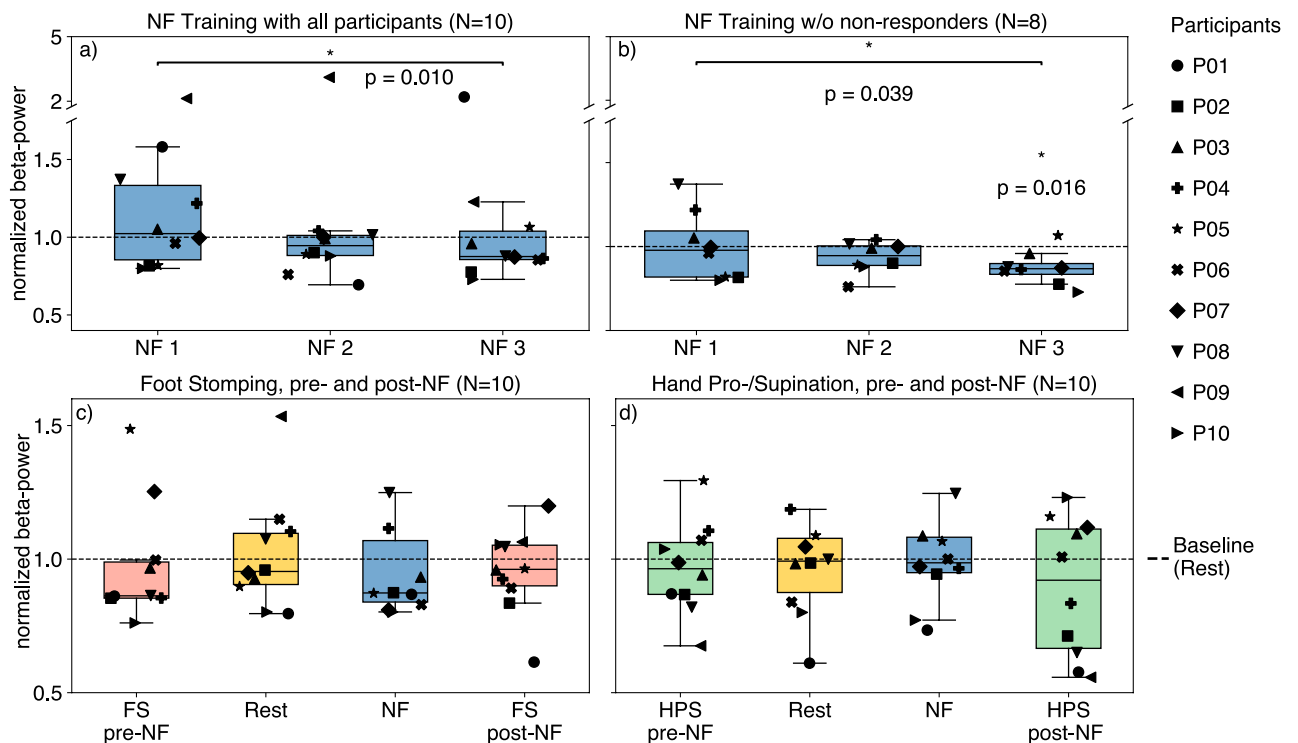 NF Training with all participants (N=10)
NF Training w/o non-responders (N=8)
Participants
a)
b)
5
2
1.5
1.0
0.5
normalized beta-power
*
p = 0.010
*
p = 0.039
*
p = 0.016
NF 1
NF 2
NF 3
NF 1
NF 2
NF 3
P01
P02
P03
P04
P05
P06
P07
P08
P09
P10
Foot Stomping, pre- and post-NF (N=10)
Hand Pro-/Supination, pre- and post-NF (N=10)
c)
d)
1.5
1.0
0.5
normalized beta-power
Baseline
(Rest)
FS
pre-NF
Rest
NF
FS
post-NF
HPS
pre-NF
Rest
NF
HPS
post-NF